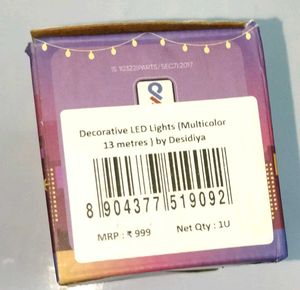 IS 10322(PART5/SEC7):2017
Decorative LED Lights (Multicolor
13 metres ) by Desidiya
8 904377 519092
MRP : ₹ 999 Net Qty : 1U